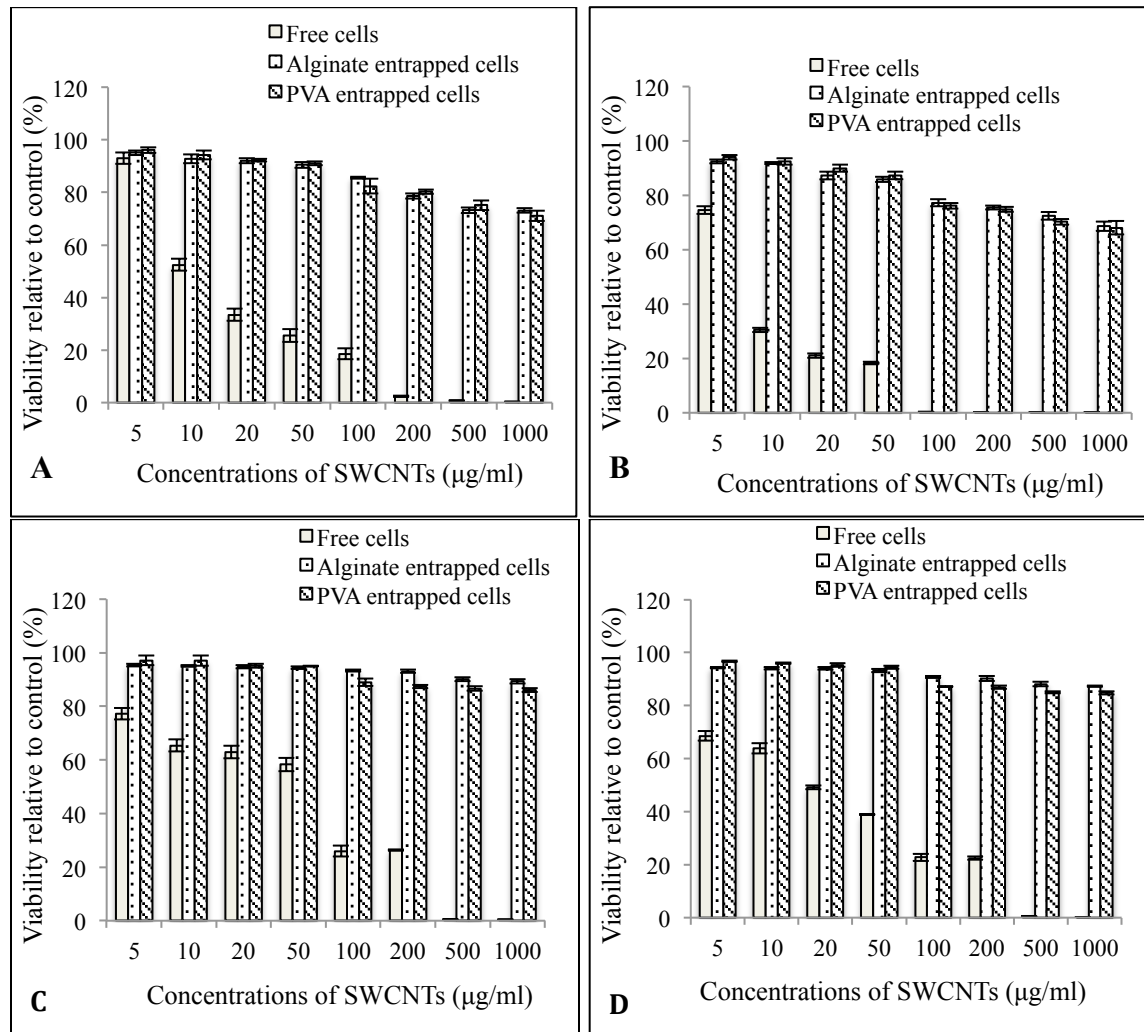 Free cells
Alginate entrapped cells
PVA entrapped cells
Viability relative to control (%)
120
100
80
60
40
20
0
5 10 20 50 100 200 500 1000
A
Concentrations of SWCNTs (μg/ml)
Free cells
Alginate entrapped cells
PVA entrapped cells
Viability relative to control (%)
120
100
80
60
40
20
0
5 10 20 50 100 200 500 1000
B
Concentrations of SWCNTs (μg/ml)
Free cells
Alginate entrapped cells
PVA entrapped cells
Viability relative to control (%)
120
100
80
60
40
20
0
5 10 20 50 100 200 500 1000
C
Concentrations of SWCNTs (μg/ml)
Free cells
Alginate entrapped cells
PVA entrapped cells
Viability relative to control (%)
120
100
80
60
40
20
0
5 10 20 50 100 200 500 1000
D
Concentrations of SWCNTs (μg/ml)